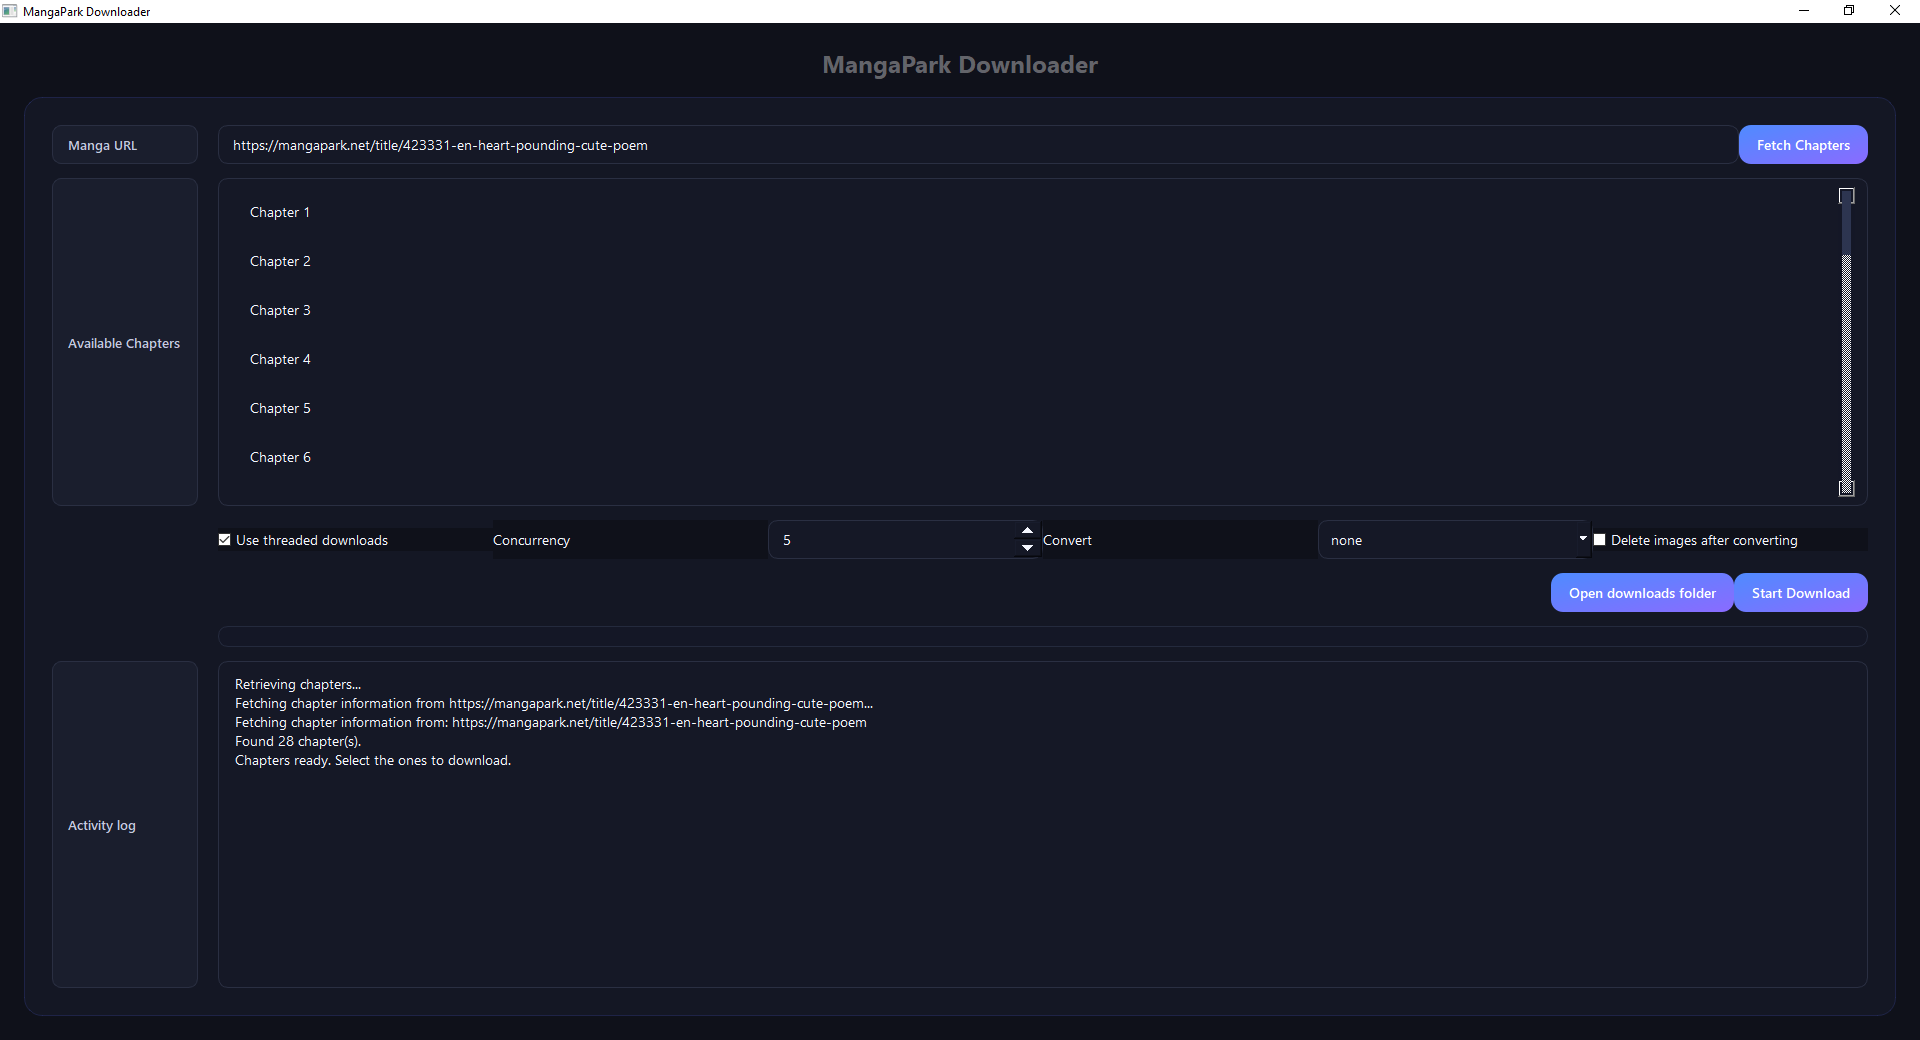 MangaPark Downloader
MangaPark Downloader
Manga URL
https://mangapark.net/title/423331-en-heart-pounding-cute-poem
Fetch Chapters
Available Chapters
Chapter 1
Chapter 2
Chapter 3
Chapter 4
Chapter 5
Chapter 6
Use threaded downloads
Concurrency
5
Convert
none
Delete images after converting
Open downloads folder
Start Download
Activity log
Retrieving chapters...
Fetching chapter information from https://mangapark.net/title/423331-en-heart-pounding-cute-poem...
Fetching chapter information from: https://mangapark.net/title/423331-en-heart-pounding-cute-poem
Found 28 chapter(s).
Chapters ready. Select the ones to download.